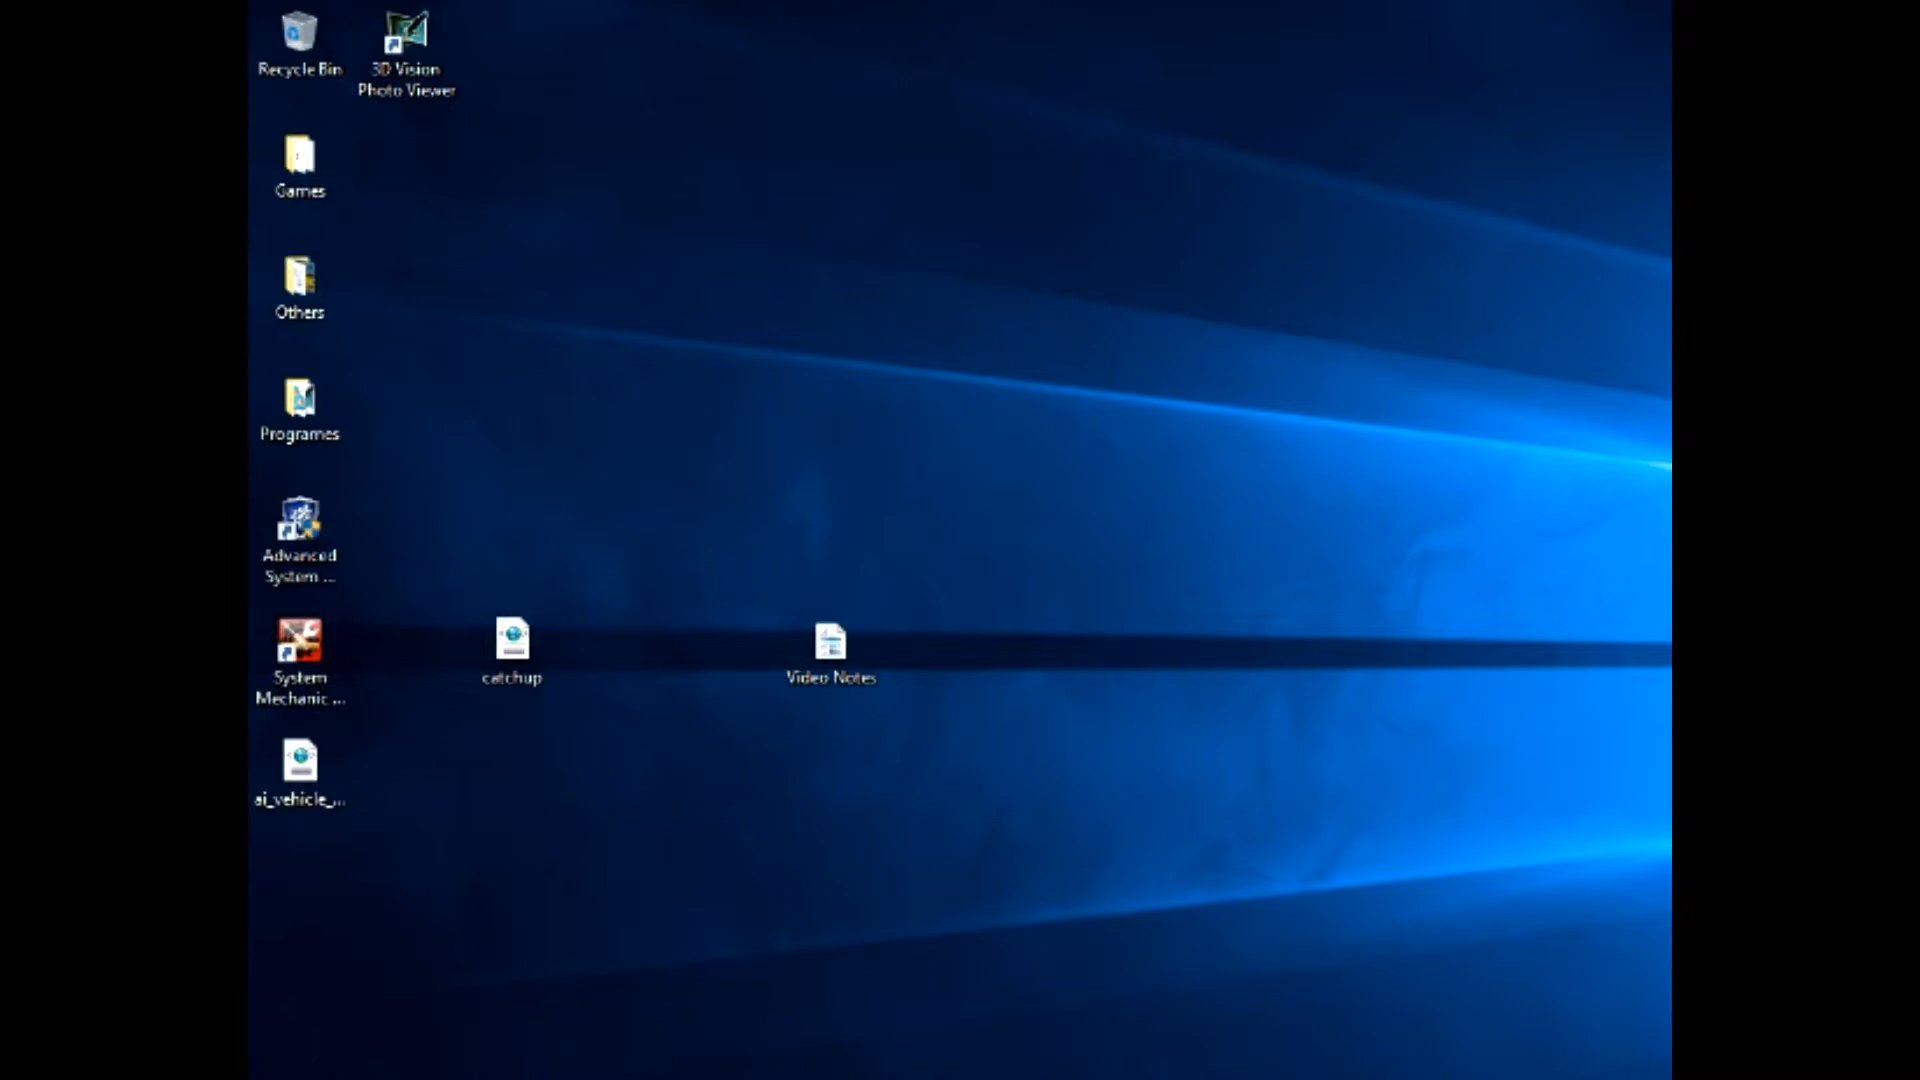 Recycle Bin
3D Vision
Photo Viewer
Games
Others
Programes
Advanced
System ...
System
Mechanic ...
catchup
Video Notes
ai_vehicle_...